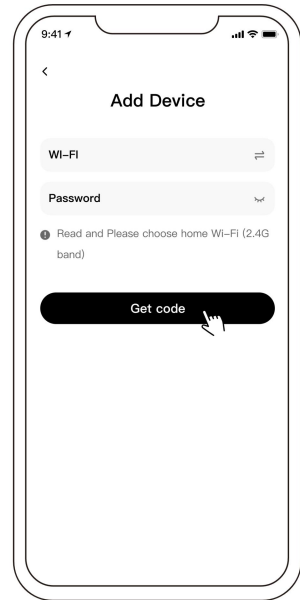 9:41
Add Device
WI-FI
Password
Read and Please choose home Wi-Fi (2.4G
band)
Get code